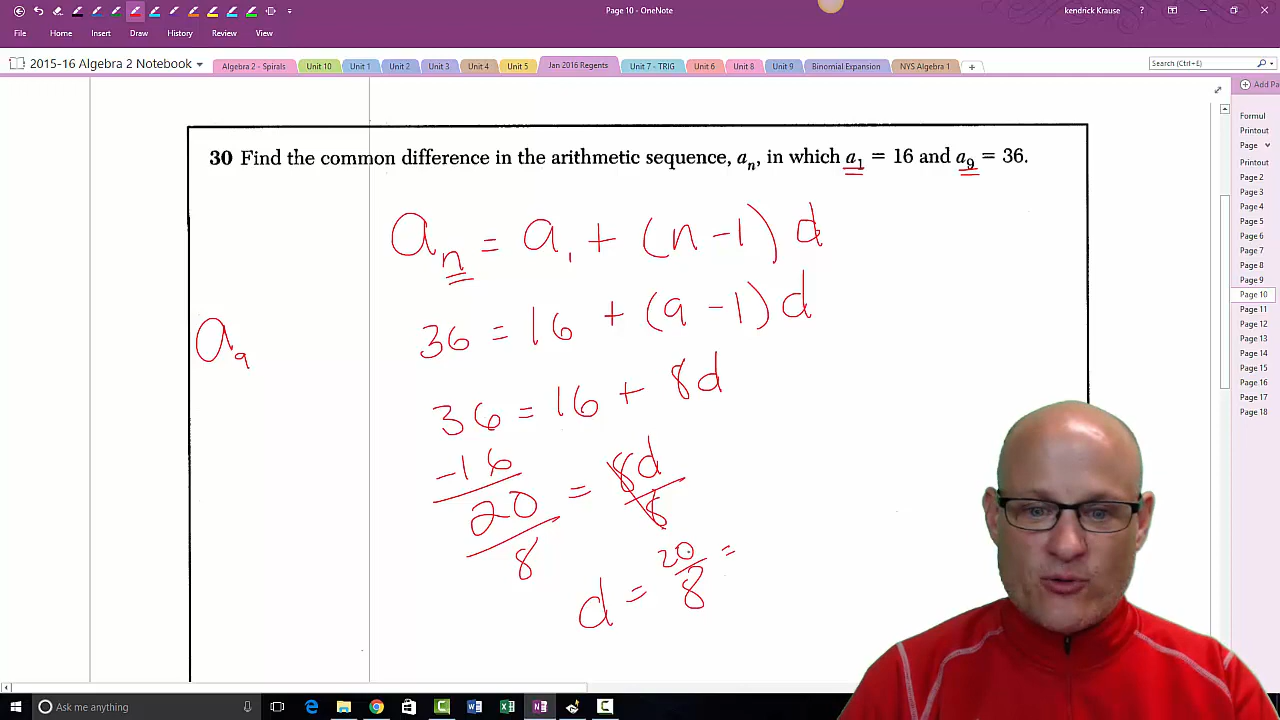 Page 10 - OneNote
kendrick Krause
File Home Insert Draw History Review View
2015-16 Algebra 2 Notebook
Algebra 2 - Spirals Unit 10 Unit 1 Unit 2 Unit 3 Unit 4 Unit 5 Jan 2016 Regents Unit 7 - TRIG Unit 6 Unit 8 Unit 9 Binomial Expansion NYS Algebra 1
Search (Ctrl+E)
Add Pa
Formul
Printout
Page
Printout
Page 2
Page 3
Page 4
Page 5
Page 6
Page 7
Page 8
Page 9
Page 10
Page 11
Page 12
Page 13
Page 14
Page 15
Page 16
Page 17
Page 18
30 Find the common difference in the arithmetic sequence, aₙ, in which a₁ = 16 and a₉ = 36.
aₙ = a₁ + (n-1) d
36 = 16 + (9-1) d
a₉
36 = 16 + 8d
-16
20/8 = 8d/8
d = 20/8 =
Ask me anything